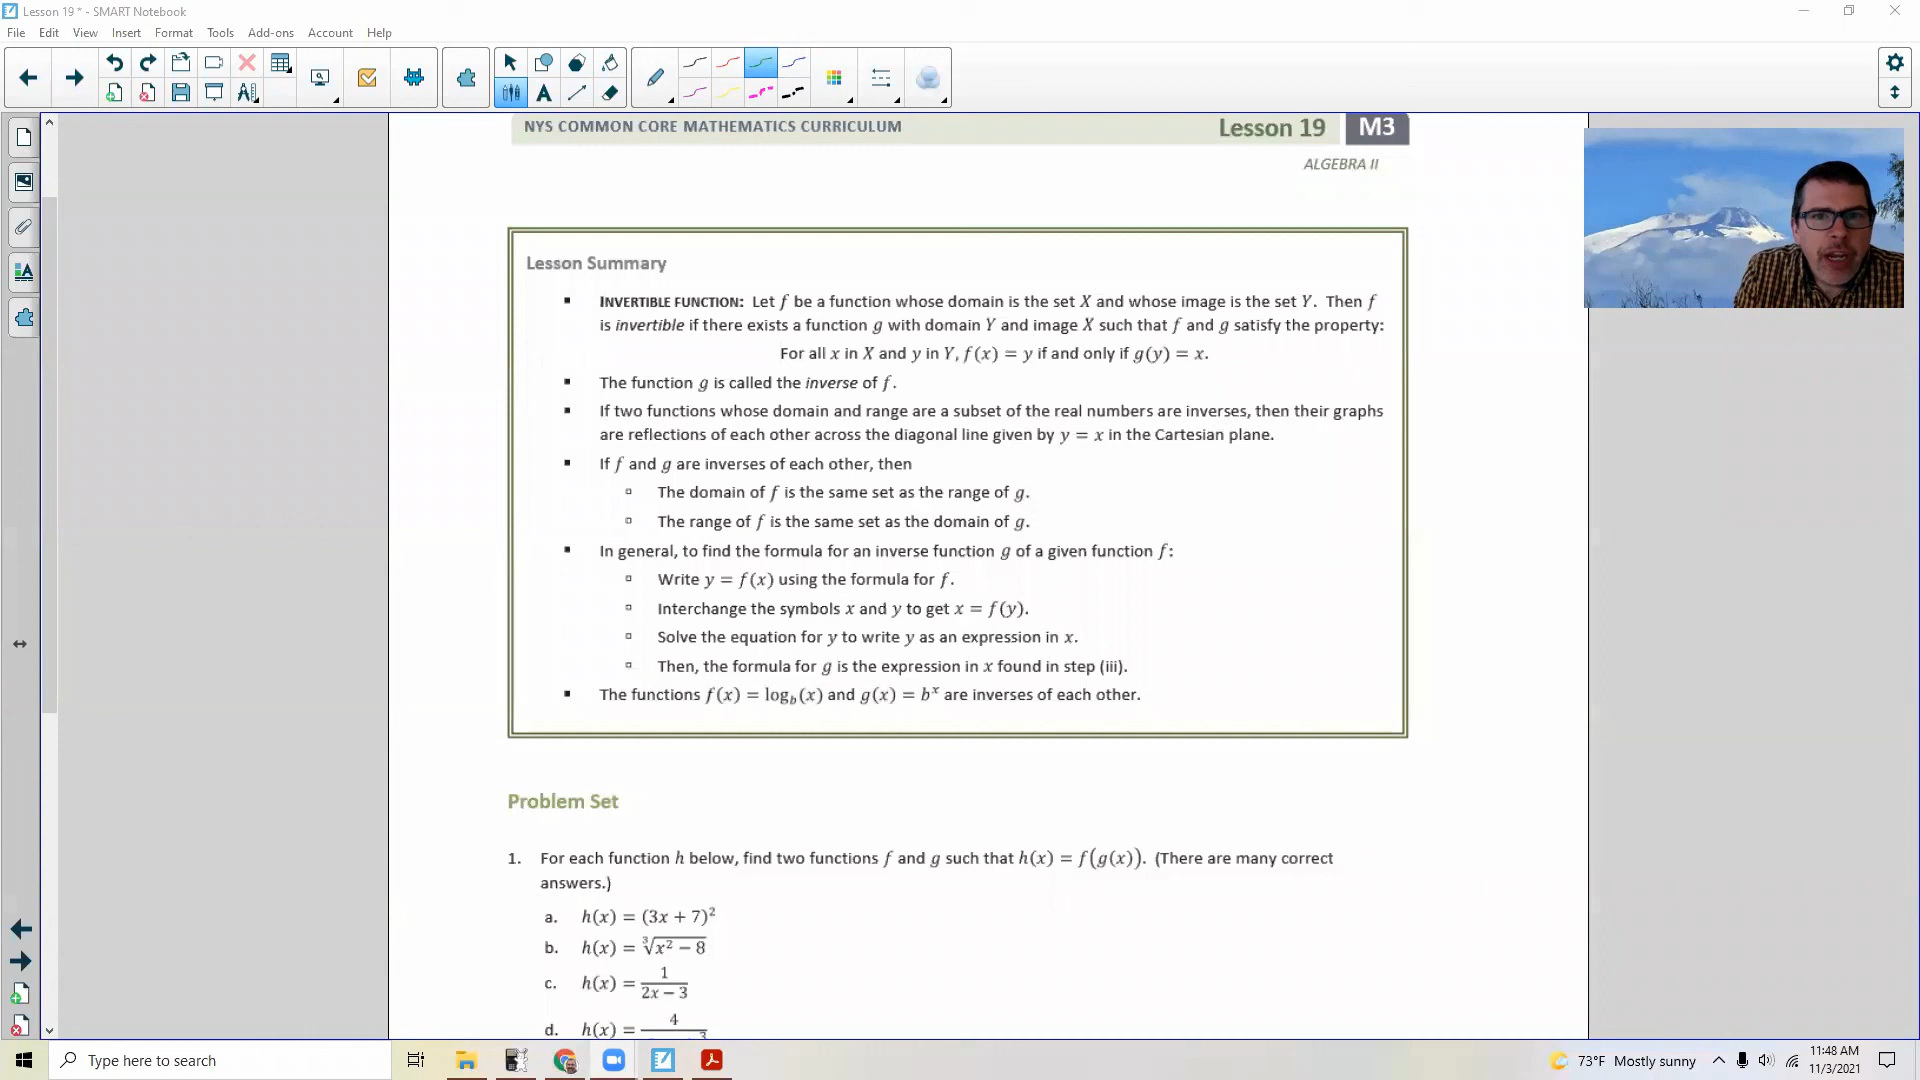 Lesson 19 * - SMART Notebook
File Edit View Insert Format Tools Add-ons Account Help
NYS COMMON CORE MATHEMATICS CURRICULUM
Lesson 19 M3
ALGEBRA II
Lesson Summary
▪ INVERTIBLE FUNCTION: Let f be a function whose domain is the set X and whose image is the set Y. Then f
is invertible if there exists a function g with domain Y and image X such that f and g satisfy the property:
For all x in X and y in Y, f(x) = y if and only if g(y) = x.
▪ The function g is called the inverse of f.
▪ If two functions whose domain and range are a subset of the real numbers are inverses, then their graphs
are reflections of each other across the diagonal line given by y = x in the Cartesian plane.
▪ If f and g are inverses of each other, then
▫ The domain of f is the same set as the range of g.
▫ The range of f is the same set as the domain of g.
▪ In general, to find the formula for an inverse function g of a given function f:
▫ Write y = f(x) using the formula for f.
▫ Interchange the symbols x and y to get x = f(y).
▫ Solve the equation for y to write y as an expression in x.
▫ Then, the formula for g is the expression in x found in step (iii).
▪ The functions f(x) = log_b(x) and g(x) = b^x are inverses of each other.
Problem Set
1. For each function h below, find two functions f and g such that h(x) = f(g(x)). (There are many correct
answers.)
a. h(x) = (3x + 7)²
b. h(x) = ∛(x² − 8)
c. h(x) = 1/(2x − 3)
d. h(x) = 4/
Type here to search
73°F Mostly sunny
11:48 AM
11/3/2021